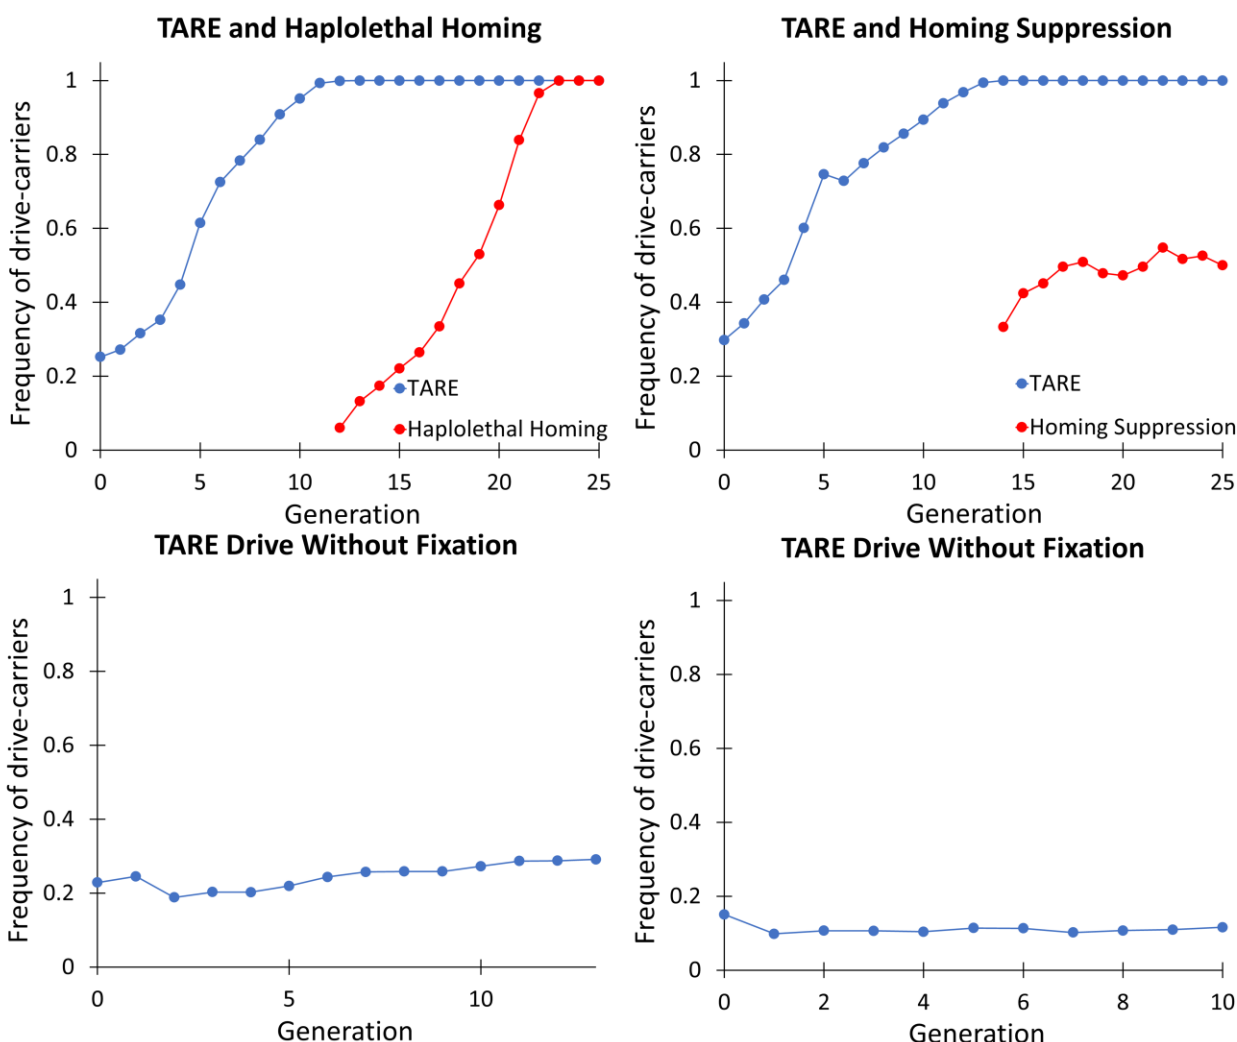 TARE and Haplolethal Homing
Frequency of drive-carriers
1
0.8
0.6
0.4
0.2
0
TARE
Haplolethal Homing
0 5 10 15 20 25
Generation
TARE and Homing Suppression
Frequency of drive-carriers
1
0.8
0.6
0.4
0.2
0
TARE
Homing Suppression
0 5 10 15 20 25
Generation
TARE Drive Without Fixation
Frequency of drive-carriers
1
0.8
0.6
0.4
0.2
0
0 5 10
Generation
TARE Drive Without Fixation
Frequency of drive-carriers
1
0.8
0.6
0.4
0.2
0
0 2 4 6 8 10
Generation